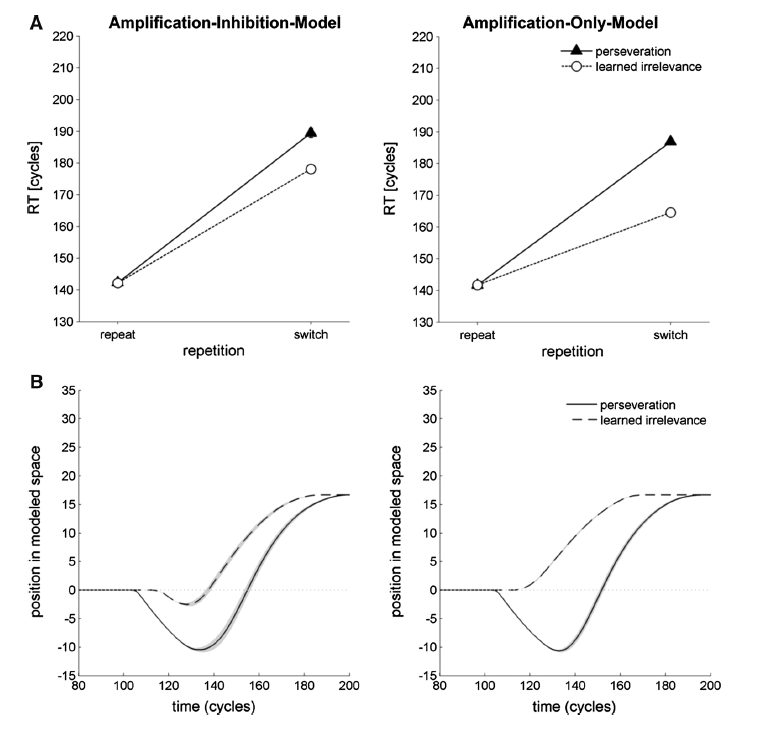 A
Amplification-Inhibition-Model
220
210
200
190
180
170
160
150
140
130
RT [cycles]
repeat
switch
repetition
Amplification-Only-Model
220
210
200
190
180
170
160
150
140
130
RT [cycles]
perseveration
learned irrelevance
repeat
switch
repetition
B
35
30
25
20
15
10
5
0
-5
-10
-15
position in modeled space
80 100 120 140 160 180 200
time (cycles)
35
30
25
20
15
10
5
0
-5
-10
-15
position in modeled space
perseveration
learned irrelevance
80 100 120 140 160 180 200
time (cycles)